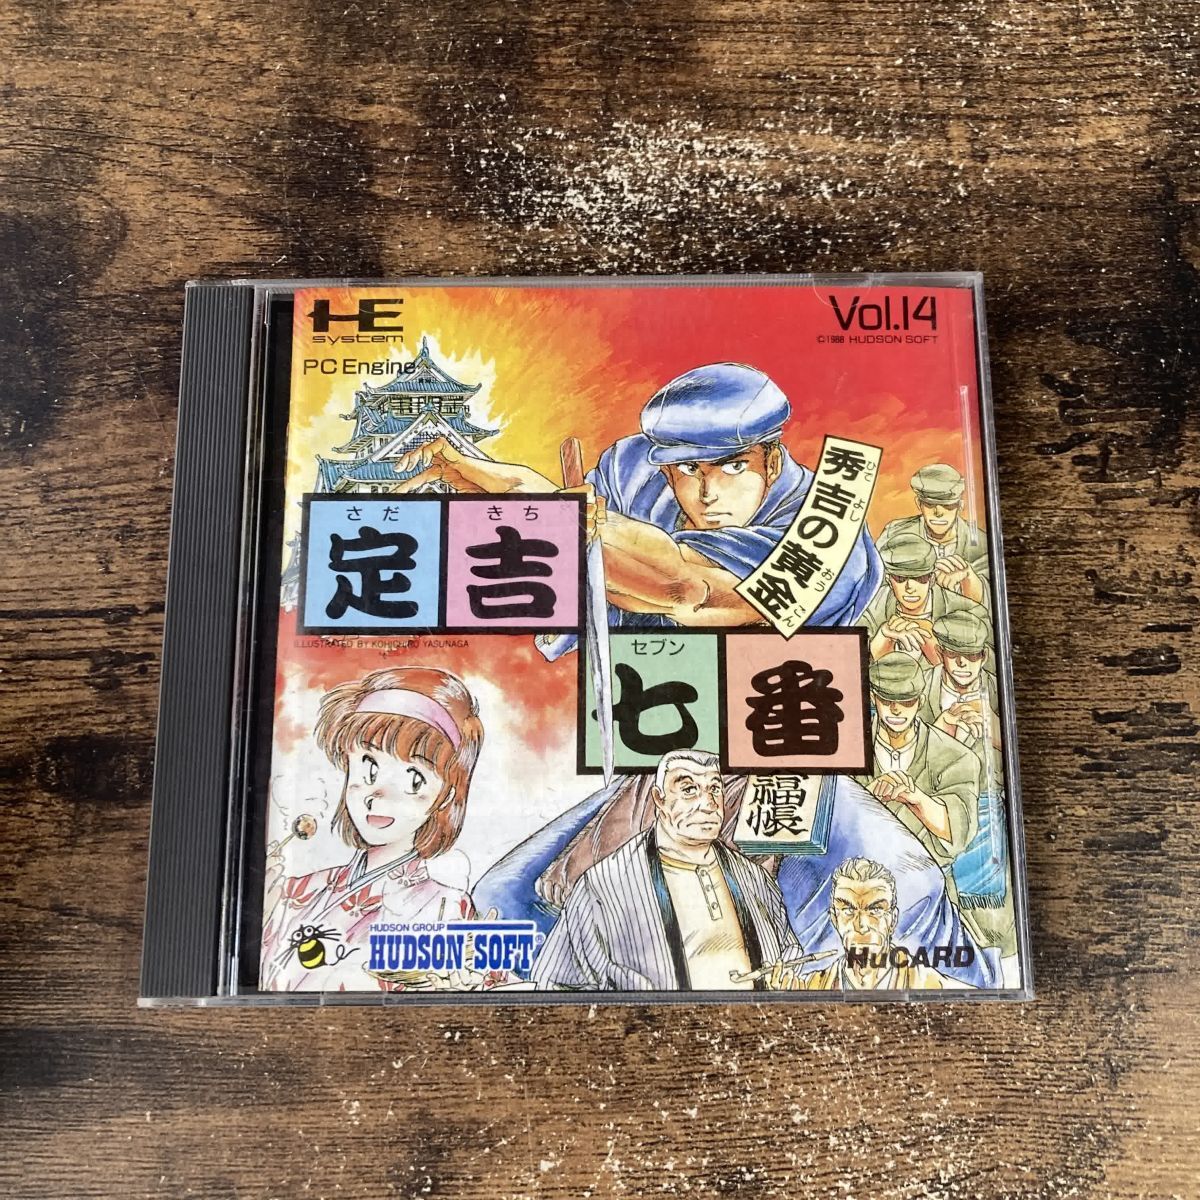 HE
system
PC Engine
Vol.14
©1988 HUDSON SOFT
秀吉の黄金
ひでよし おうごん
さだ きち
定吉
ILLUSTRATED BY KOHICHIRO YASUNAGA
セブン
七番
福帳
HUDSON GROUP
HUDSON SOFT®
HuCARD